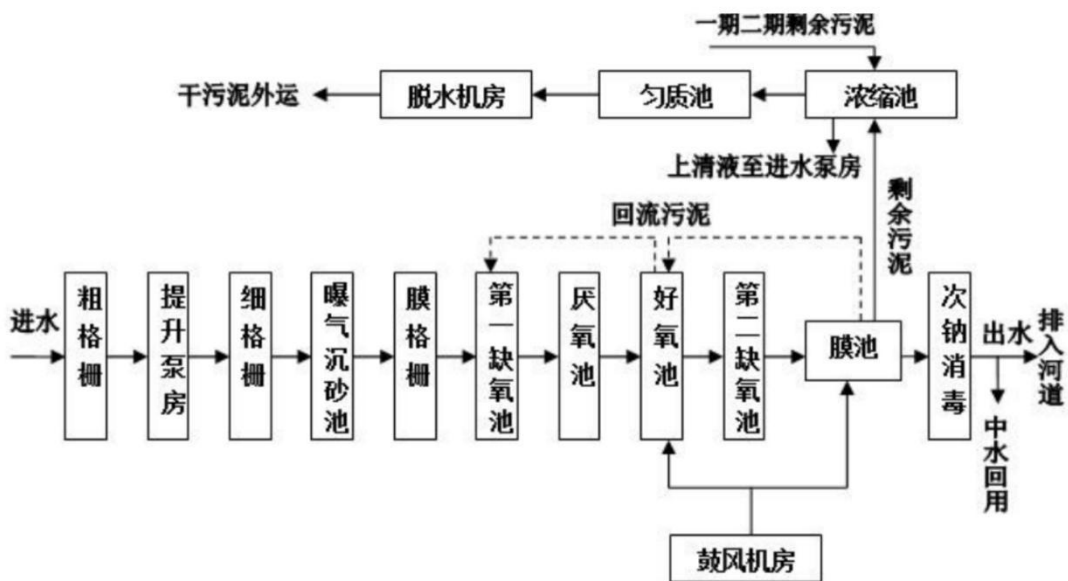 一期二期剩余污泥
干污泥外运
脱水机房
匀质池
浓缩池
上清液至进水泵房
剩余污泥
回流污泥
进水
粗格栅
提升泵房
细格栅
曝气沉砂池
膜格栅
第一缺氧池
厌氧池
好氧池
第二缺氧池
膜池
次钠消毒
出水
排入河道
中水回用
鼓风机房